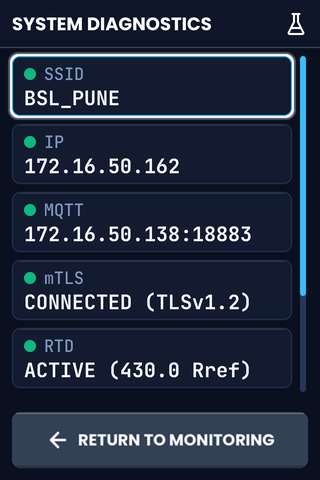 SYSTEM DIAGNOSTICS
SSID
BSL_PUNE
IP
172.16.50.162
MQTT
172.16.50.138:18883
mTLS
CONNECTED (TLSv1.2)
RTD
ACTIVE (430.0 Rref)
RETURN TO MONITORING